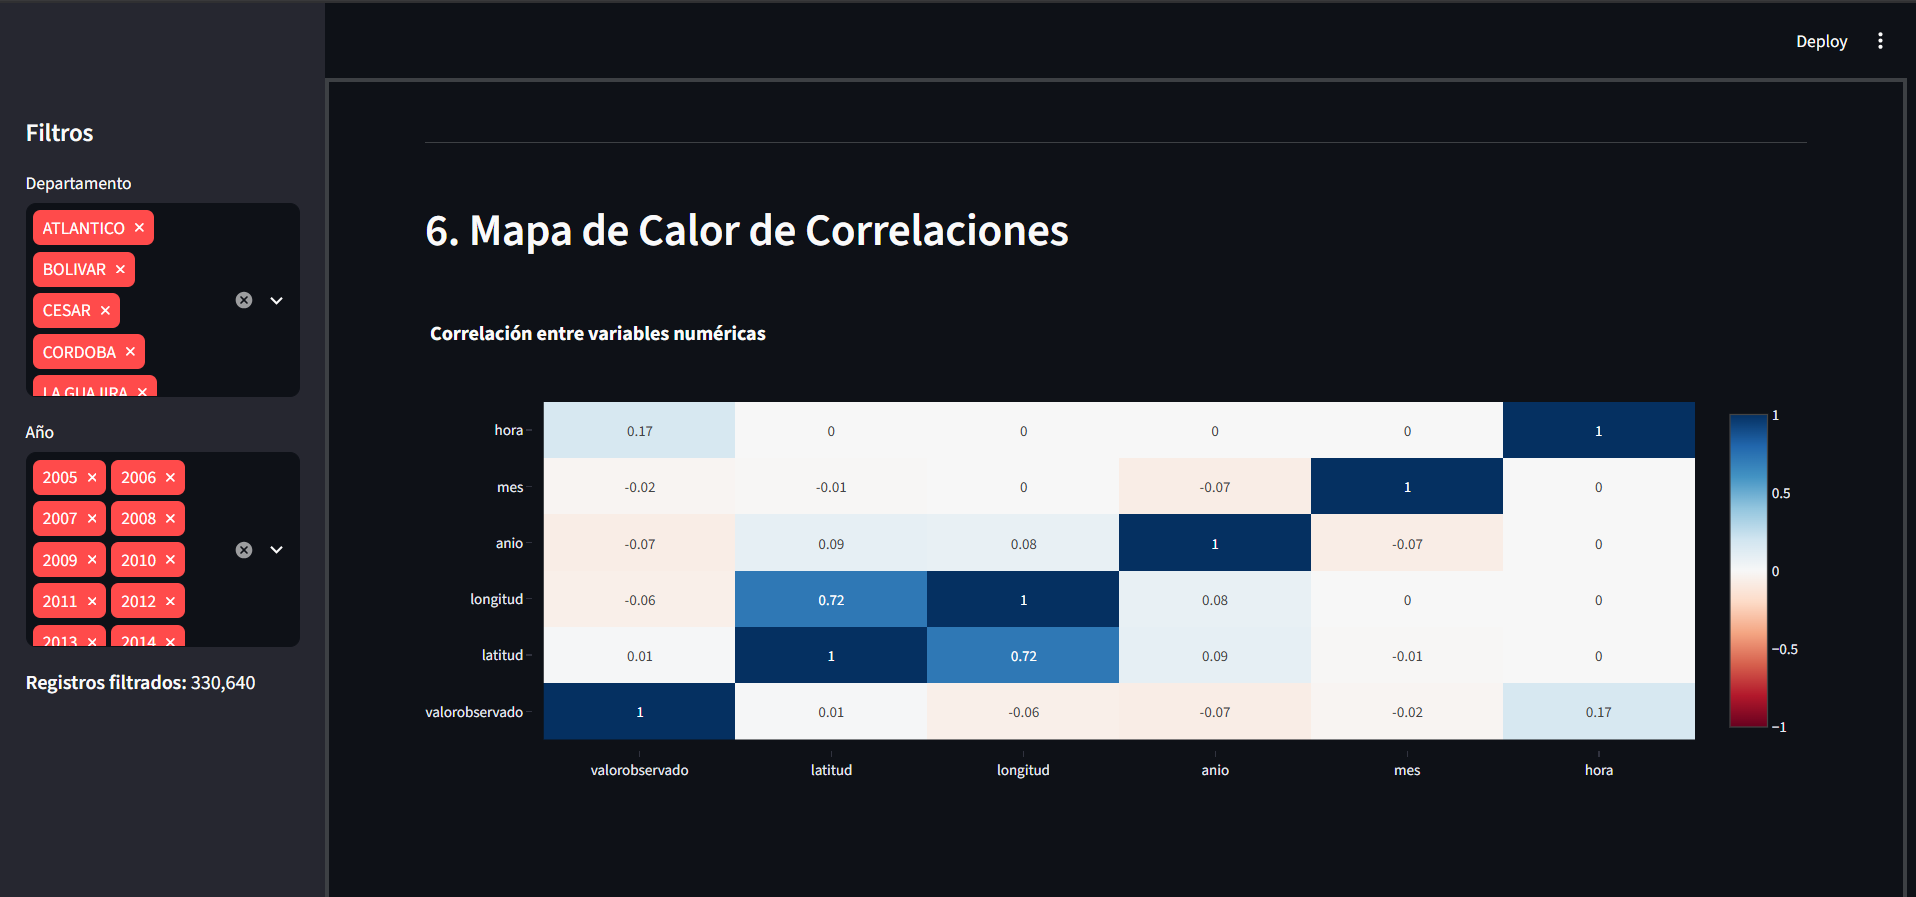 Deploy
Filtros
Departamento
ATLANTICO
BOLIVAR
CESAR
CORDOBA
LA GUAJIRA
Año
2005 2006
2007 2008
2009 2010
2011 2012
2013 2014
Registros filtrados: 330,640
6. Mapa de Calor de Correlaciones
Correlación entre variables numéricas
hora 0.17 0 0 0 0 1
mes -0.02 -0.01 0 -0.07 1 0
anio -0.07 0.09 0.08 1 -0.07 0
longitud -0.06 0.72 1 0.08 0 0
latitud 0.01 1 0.72 0.09 -0.01 0
valorobservado 1 0.01 -0.06 -0.07 -0.02 0.17
valorobservado latitud longitud anio mes hora
1
0.5
0
−0.5
−1